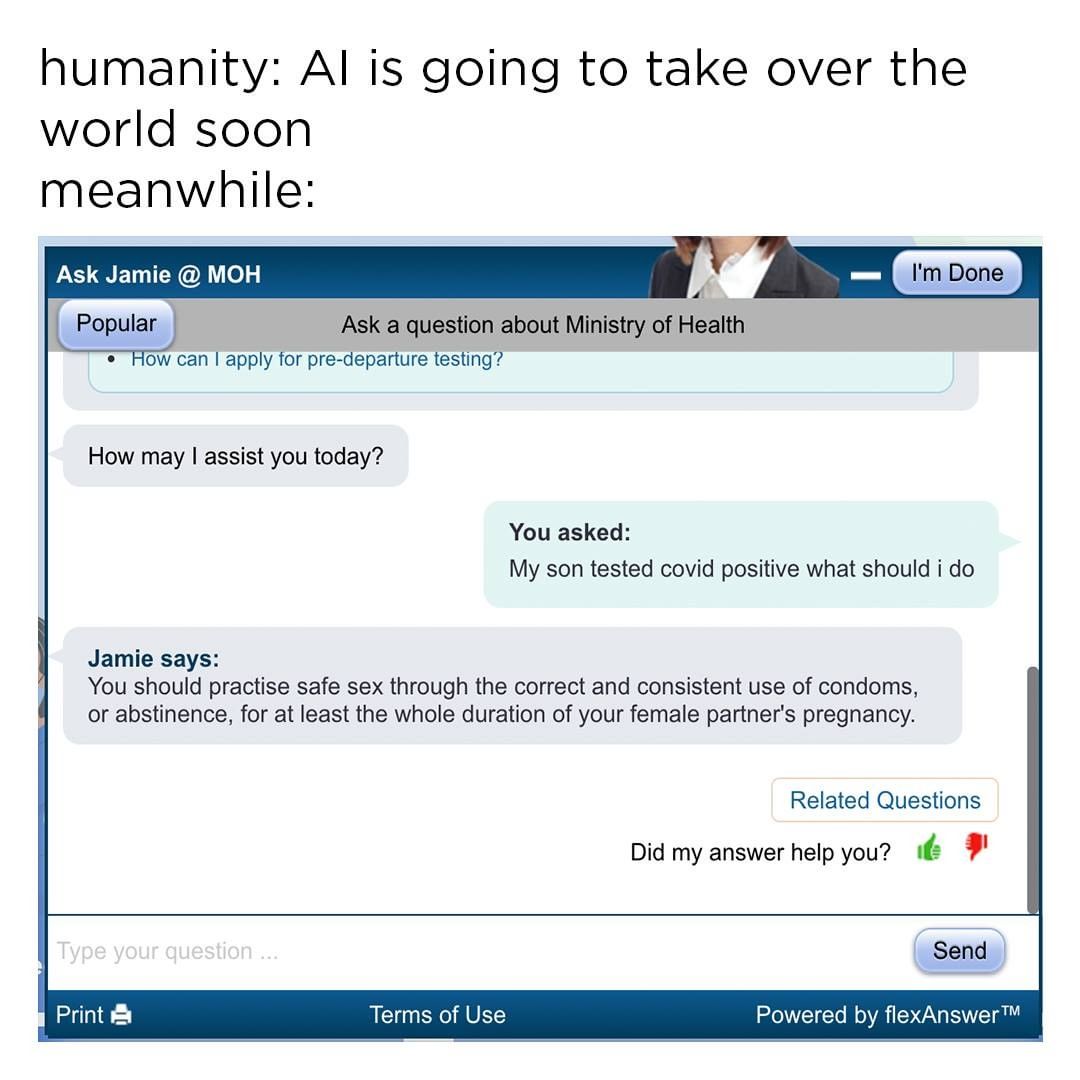 humanity: AI is going to take over the
world soon
meanwhile:
Ask Jamie @ MOH
I'm Done
Popular
Ask a question about Ministry of Health
• How can I apply for pre-departure testing?
How may I assist you today?
You asked:
My son tested covid positive what should i do
Jamie says:
You should practise safe sex through the correct and consistent use of condoms,
or abstinence, for at least the whole duration of your female partner's pregnancy.
Related Questions
Did my answer help you?
Type your question ...
Send
Print
Terms of Use
Powered by flexAnswer™